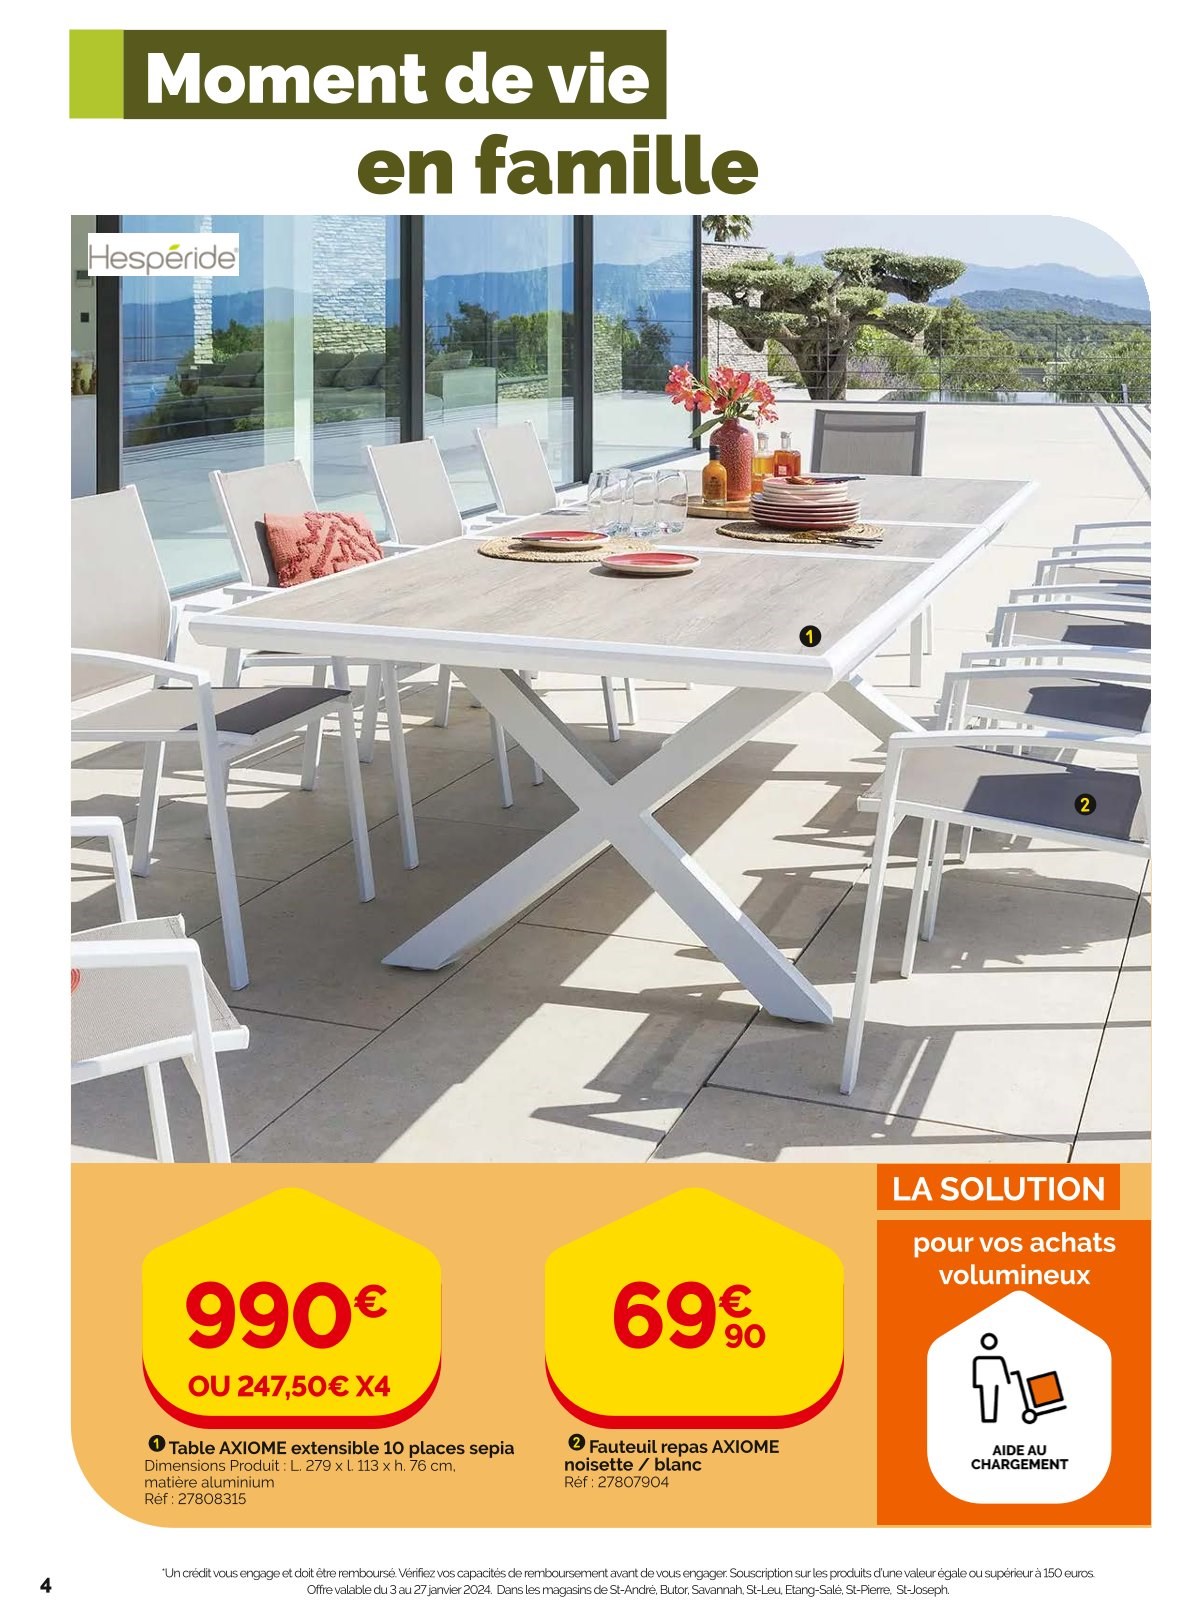 Moment de vie
en famille
Hespéride®
1
2
990€
OU 247,50€ X4
1 Table AXIOME extensible 10 places sepia
Dimensions Produit : L. 279 x l. 113 x h. 76 cm,
matière aluminium
Réf : 27808315
69€90
2 Fauteuil repas AXIOME
noisette / blanc
Réf : 27807904
LA SOLUTION
pour vos achats
volumineux
AIDE AU
CHARGEMENT
4
*Un crédit vous engage et doit être remboursé. Vérifiez vos capacités de remboursement avant de vous engager. Souscription sur les produits d'une valeur égale ou supérieur à 150 euros.
Offre valable du 3 au 27 janvier 2024. Dans les magasins de St-André, Butor, Savannah, St-Leu, Etang-Salé, St-Pierre, St-Joseph.